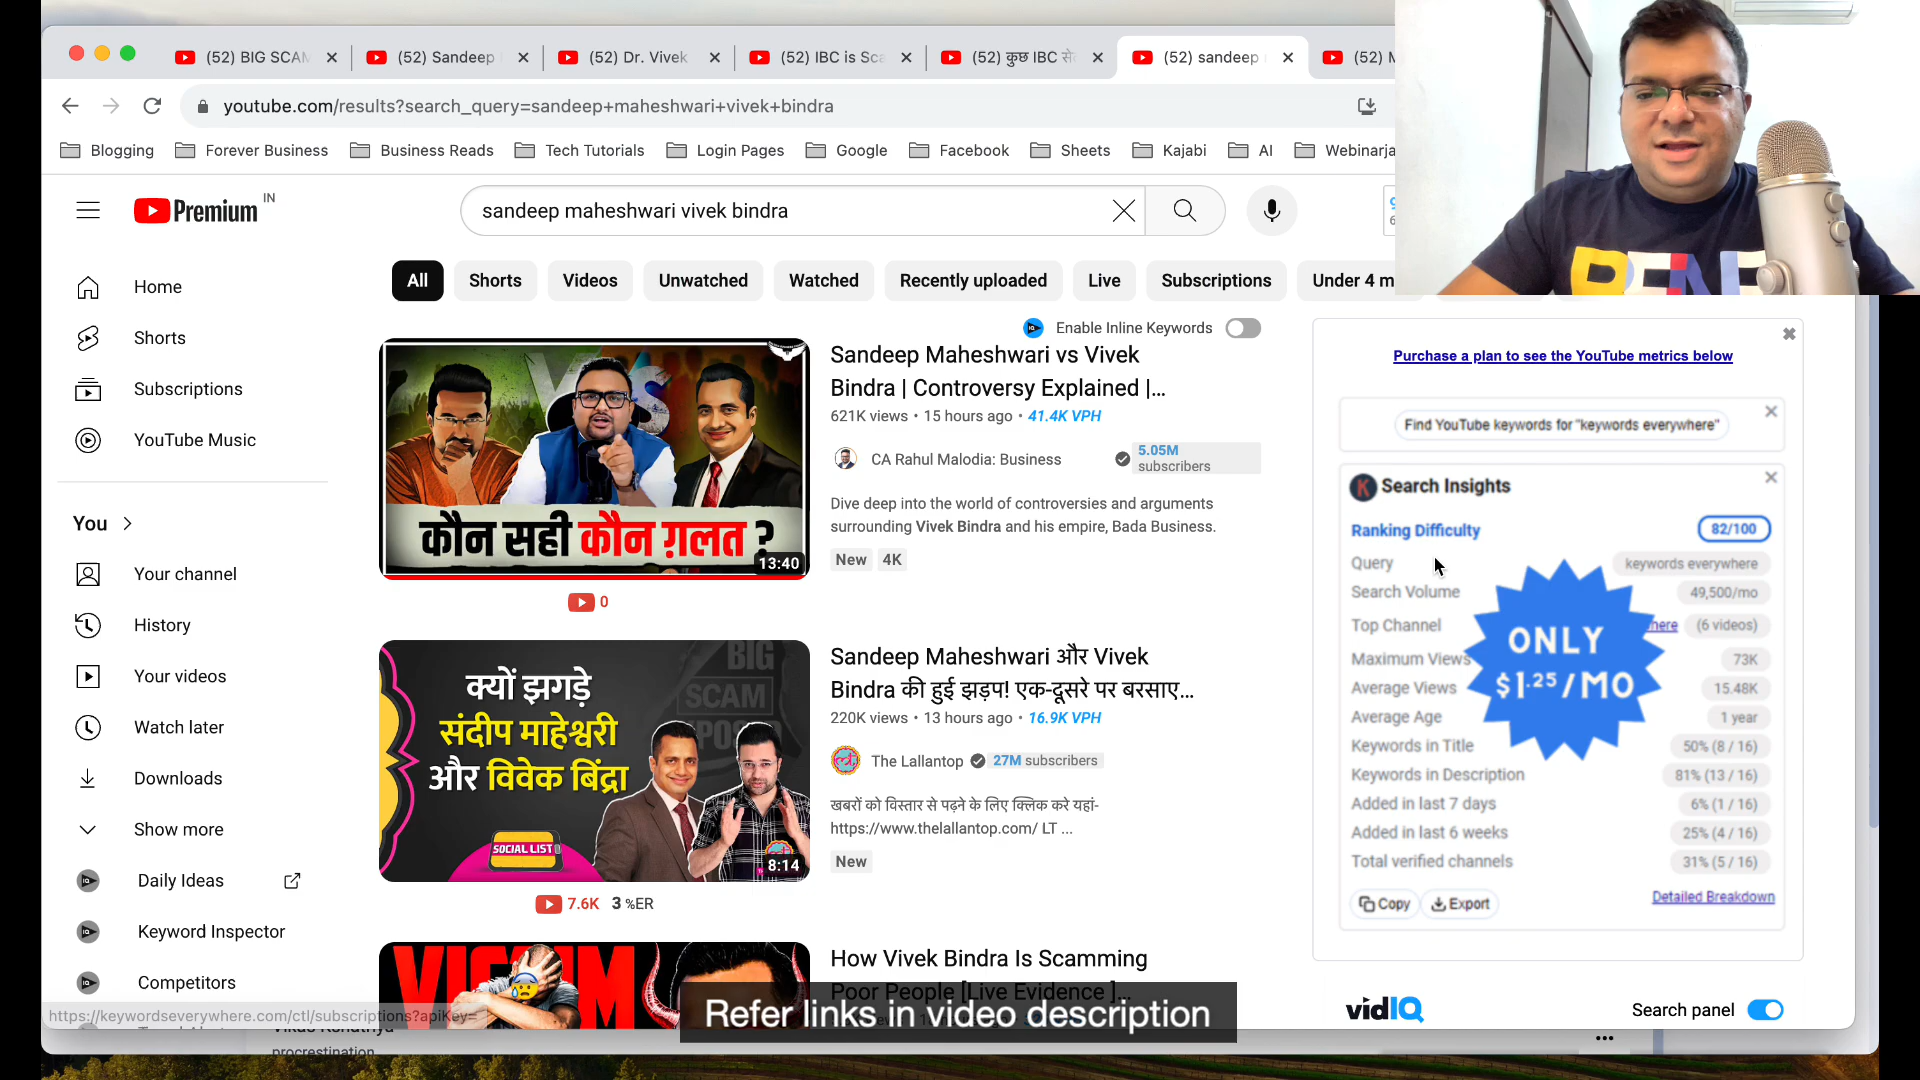 (52) BIG SCAM
(52) Sandeep
(52) Dr. Vivek
(52) IBC is Sca
(52) कुछ IBC से
(52) sandeep
(52) M
youtube.com/results?search_query=sandeep+maheshwari+vivek+bindra
Blogging
Forever Business
Business Reads
Tech Tutorials
Login Pages
Google
Facebook
Sheets
Kajabi
AI
Webinarja
Premium IN
sandeep maheshwari vivek bindra
All
Shorts
Videos
Unwatched
Watched
Recently uploaded
Live
Subscriptions
Under 4 m
Home
Shorts
Subscriptions
YouTube Music
You
Your channel
History
Your videos
Watch later
Downloads
Show more
Daily Ideas
Keyword Inspector
Competitors
https://keywordseverywhere.com/ctl/subscriptions?apiKey=
procrestination
Enable Inline Keywords
VS
कौन सही कौन ग़लत ?
13:40
0
Sandeep Maheshwari vs Vivek
Bindra | Controversy Explained |...
621K views • 15 hours ago • 41.4K VPH
CA Rahul Malodia: Business
5.05M
subscribers
Dive deep into the world of controversies and arguments
surrounding Vivek Bindra and his empire, Bada Business.
New
4K
BIG
SCAM
क्यों झगड़े
संदीप माहेश्वरी
और विवेक बिंद्रा
SOCIAL LIST
8:14
7.6K
3 %ER
Sandeep Maheshwari और Vivek
Bindra की हुई झड़प! एक-दूसरे पर बरसाए...
220K views • 13 hours ago • 16.9K VPH
The Lallantop
27M subscribers
खबरों को विस्तार से पढ़ने के लिए क्लिक करे यहां-
https://www.thelallantop.com/ LT ...
New
How Vivek Bindra Is Scamming
Poor People [Live Evidence ]...
Refer links in video description
Purchase a plan to see the YouTube metrics below
Find YouTube keywords for "keywords everywhere"
Search Insights
Ranking Difficulty 82/100
Query keywords everywhere
Search Volume 49,500/mo
Top Channel here (6 videos)
Maximum Views 73K
Average Views 15.48K
Average Age 1 year
Keywords in Title 50% (8 / 16)
Keywords in Description 81% (13 / 16)
Added in last 7 days 6% (1 / 16)
Added in last 6 weeks 25% (4 / 16)
Total verified channels 31% (5 / 16)
ONLY
$1.25/MO
Copy
Export
Detailed Breakdown
vidIQ
Search panel